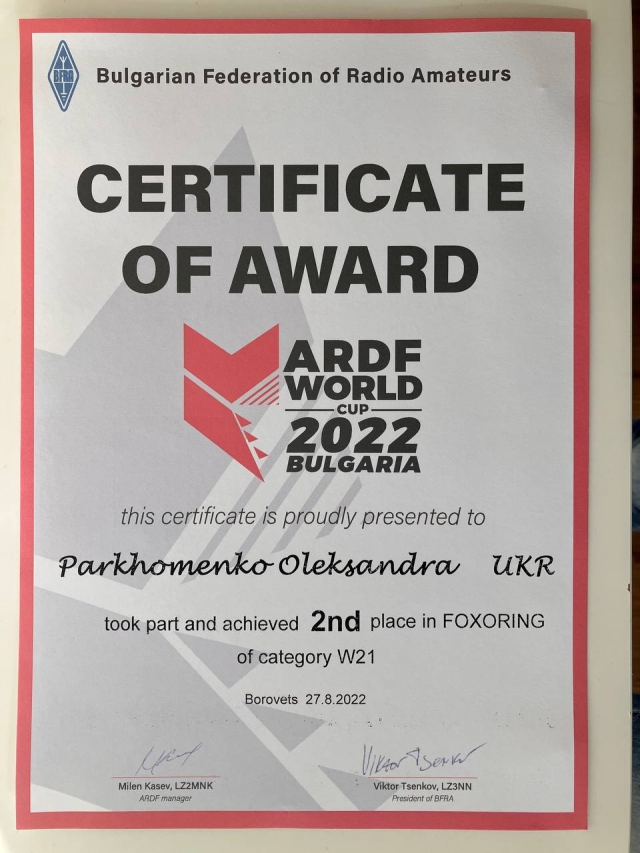 BFRA
Bulgarian Federation of Radio Amateurs
CERTIFICATE
OF AWARD
ARDF
WORLD
CUP
2022
BULGARIA
this certificate is proudly presented to
Parkhomenko Oleksandra UKR
took part and achieved 2nd place in FOXORING
of category W21
Borovets 27.8.2022
Viktor Tsenkov
Milen Kasev, LZ2MNK Viktor Tsenkov, LZ3NN
ARDF manager President of BFRA